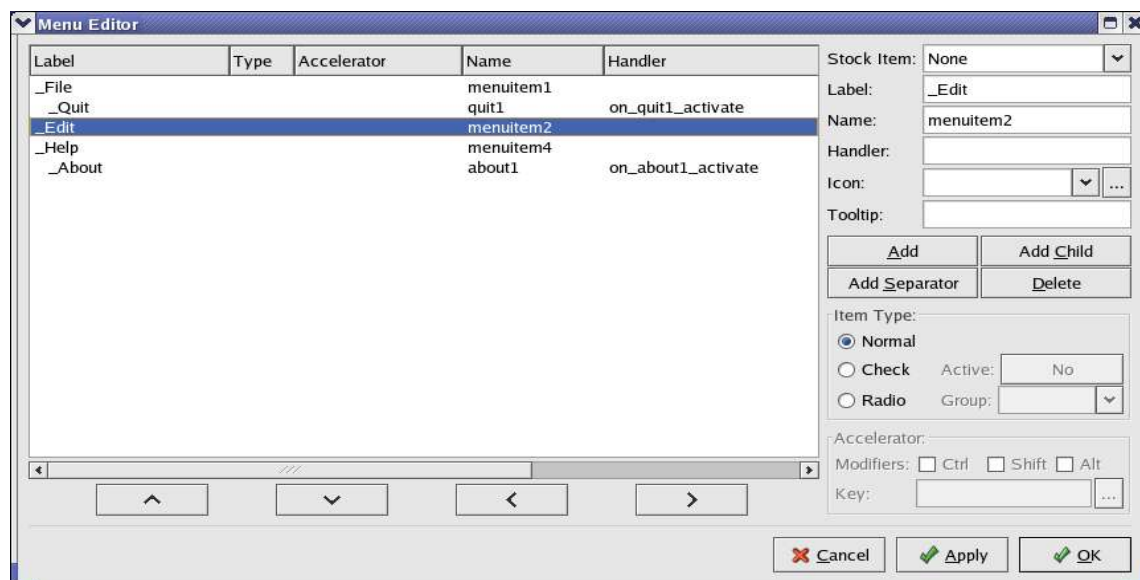 Menu Editor
Label Type Accelerator Name Handler
_File menuitem1
_Quit quit1 on_quit1_activate
_Edit menuitem2
_Help menuitem4
_About about1 on_about1_activate
Stock Item: None
Label: _Edit
Name: menuitem2
Handler:
Icon: ...
Tooltip:
Add Add Child
Add Separator Delete
Item Type:
Normal
Check Active: No
Radio Group:
Accelerator:
Modifiers: Ctrl Shift Alt
Key: ...
Cancel Apply OK